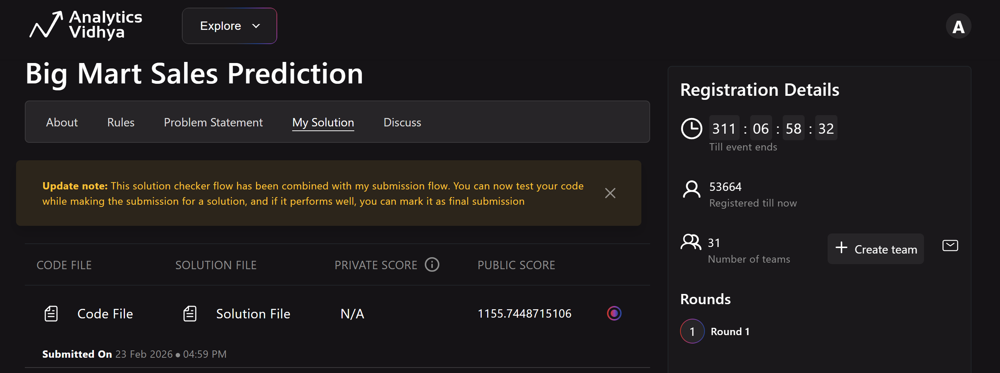 Analytics
Vidhya
Explore
A
Big Mart Sales Prediction
About Rules Problem Statement My Solution Discuss
Update note: This solution checker flow has been combined with my submission flow. You can now test your code
while making the submission for a solution, and if it performs well, you can mark it as final submission
CODE FILE SOLUTION FILE PRIVATE SCORE PUBLIC SCORE
Code File Solution File N/A 1155.7448715106
Submitted On 23 Feb 2026 • 04:59 PM
Registration Details
311 : 06 : 58 : 32
Till event ends
53664
Registered till now
31
Number of teams
Create team
Rounds
1 Round 1